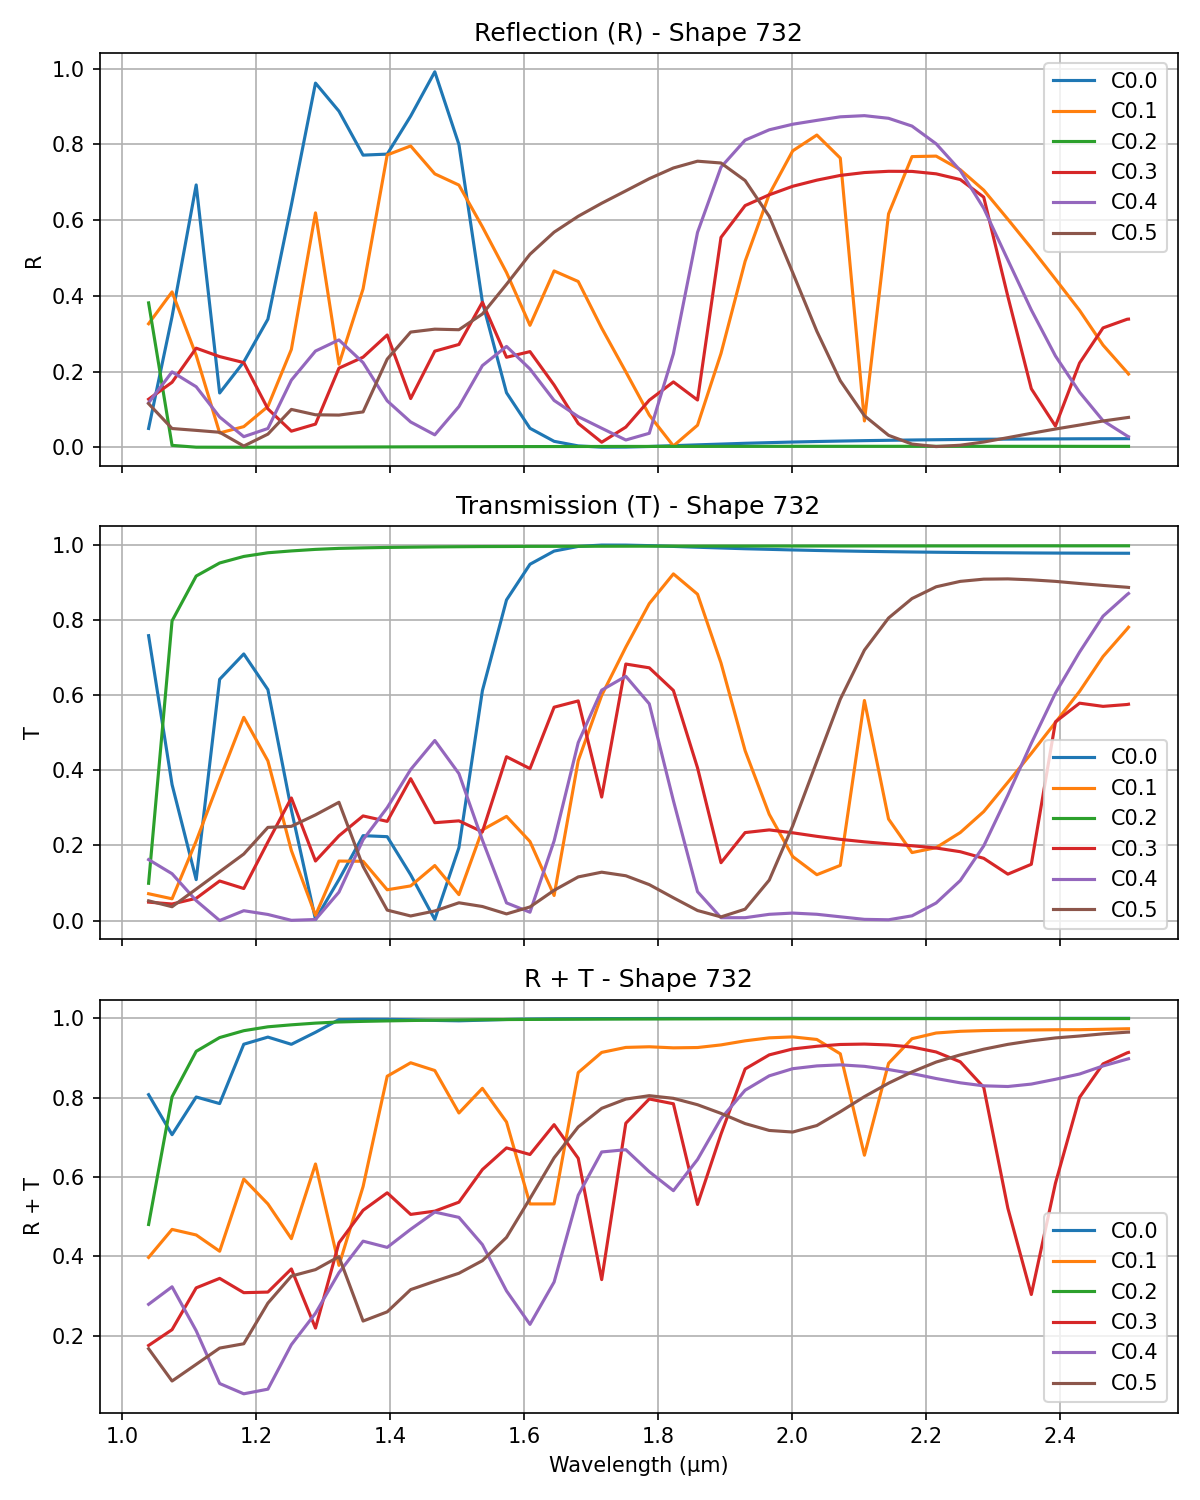 Reflection (R) - Shape 732
1.0
0.8
0.6
0.4
0.2
0.0
R
C0.0
C0.1
C0.2
C0.3
C0.4
C0.5
Transmission (T) - Shape 732
1.0
0.8
0.6
0.4
0.2
0.0
T
C0.0
C0.1
C0.2
C0.3
C0.4
C0.5
R + T - Shape 732
1.0
0.8
0.6
0.4
0.2
R + T
C0.0
C0.1
C0.2
C0.3
C0.4
C0.5
1.0 1.2 1.4 1.6 1.8 2.0 2.2 2.4
Wavelength (μm)